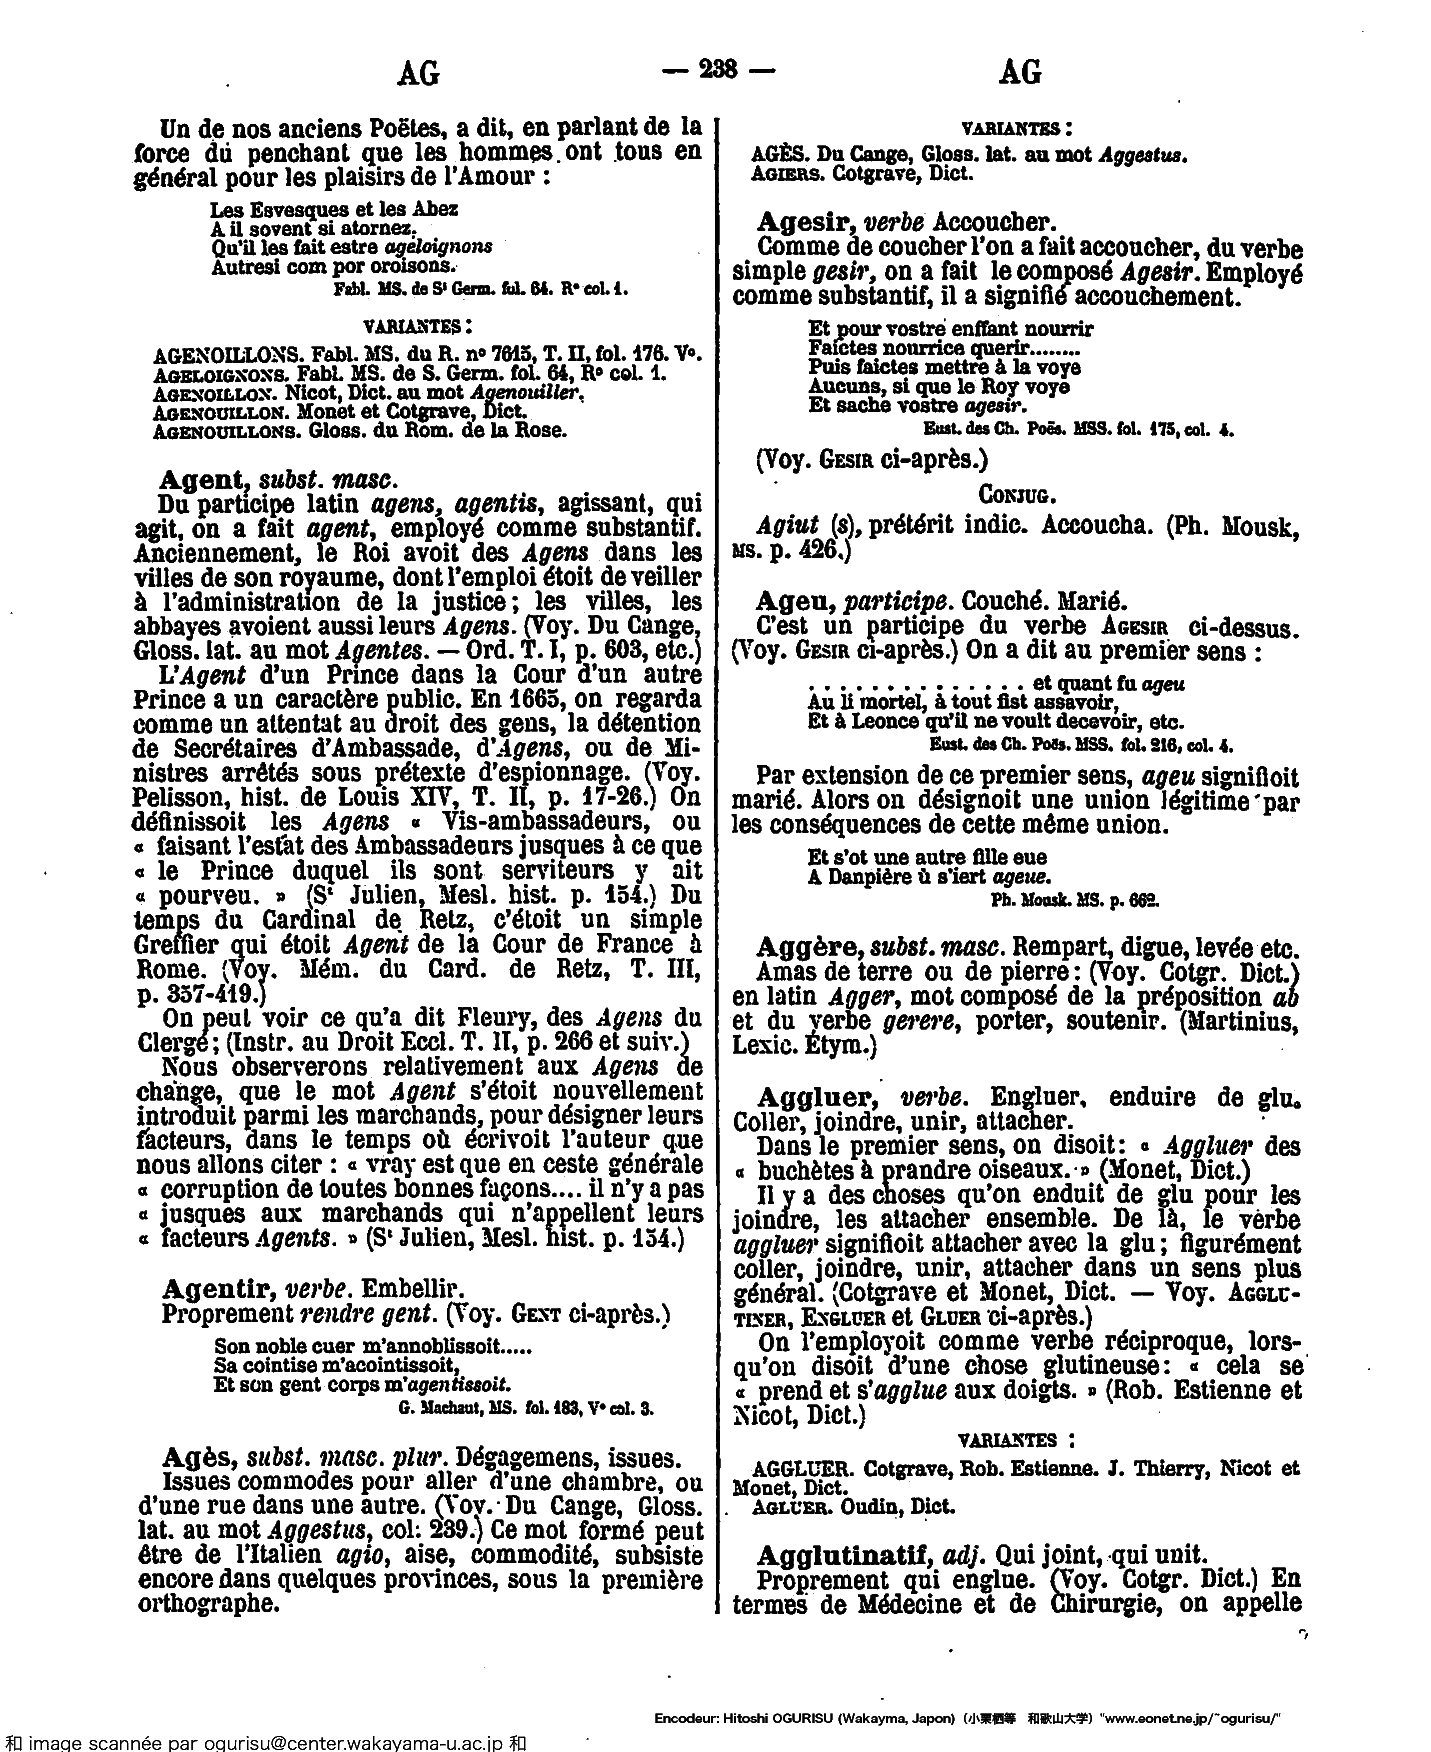 AG — 238 — AG
Un de nos anciens Poëtes, a dit, en parlant de la
force du penchant que les hommes ont tous en
général pour les plaisirs de l'Amour :
Les Esvesques et les Abez
A il sovent si atornez,
Qu'il les fait estre ageloignons
Autresi com por oroisons.
Fabl. MS. de St Germ. fol. 64. Ro col. 1.
VARIANTES :
AGENOILLONS. Fabl. MS. du R. no 7615, T. II, fol. 176. Vo.
AGELOIGNONS. Fabl. MS. de S. Germ. fol. 64, Ro col. 1.
AGENOILLON. Nicot, Dict. au mot Agenouiller.
AGENOUILLON. Monet et Cotgrave, Dict.
AGENOUILLONS. Gloss. du Rom. de la Rose.
Agent, subst. masc.
Du participe latin agens, agentis, agissant, qui
agit, on a fait agent, employé comme substantif.
Anciennement, le Roi avoit des Agens dans les
villes de son royaume, dont l'emploi étoit de veiller
à l'administration de la justice ; les villes, les
abbayes avoient aussi leurs Agens. (Voy. Du Cange,
Gloss. lat. au mot Agentes. — Ord. T. I, p. 603, etc.)
L'Agent d'un Prince dans la Cour d'un autre
Prince a un caractère public. En 1665, on regarda
comme un attentat au droit des gens, la détention
de Secrétaires d'Ambassade, d'Agens, ou de Mi-
nistres arrêtés sous prétexte d'espionnage. (Voy.
Pelisson, hist. de Louis XIV, T. II, p. 17-26.) On
définissoit les Agens « Vis-ambassadeurs, ou
« faisant l'estat des Ambassadeurs jusques à ce que
« le Prince duquel ils sont serviteurs y ait
« pourveu. » (St Julien, Mesl. hist. p. 154.) Du
temps du Cardinal de Retz, c'étoit un simple
Greffier qui étoit Agent de la Cour de France à
Rome. (Voy. Mém. du Card. de Retz, T. III,
p. 357-419.)
On peut voir ce qu'a dit Fleury, des Agens du
Clergé ; (Instr. au Droit Eccl. T. II, p. 266 et suiv.)
Nous observerons relativement aux Agens de
change, que le mot Agent s'étoit nouvellement
introduit parmi les marchands, pour désigner leurs
facteurs, dans le temps où écrivoit l'auteur que
nous allons citer : « vray est que en ceste générale
« corruption de toutes bonnes façons.... il n'y a pas
« jusques aux marchands qui n'appellent leurs
« facteurs Agents. » (St Julien, Mesl. hist. p. 154.)
Agentir, verbe. Embellir.
Proprement rendre gent. (Voy. GENT ci-après.)
Son noble cuer m'annoblissoit.....
Sa cointise m'acointissoit,
Et son gent corps m'agentissoit.
G. Machaut, MS. fol. 183, Vo col. 3.
Agès, subst. masc. plur. Dégagemens, issues.
Issues commodes pour aller d'une chambre, ou
d'une rue dans une autre. (Voy. Du Cange, Gloss.
lat. au mot Aggestus, col. 239.) Ce mot formé peut
être de l'Italien agio, aise, commodité, subsiste
encore dans quelques provinces, sous la première
orthographe.
VARIANTES :
AGÈS. Du Cange, Gloss. lat. au mot Aggestus.
AGIERS. Cotgrave, Dict.
Agesir, verbe Accoucher.
Comme de coucher l'on a fait accoucher, du verbe
simple gesir, on a fait le composé Agesir. Employé
comme substantif, il a signifié accouchement.
Et pour vostre enffant nourrir
Faictes nourrice querir........
Puis faictes mettre à la voye
Aucuns, si que le Roy voye
Et sache vostre agesir.
Eust. des Ch. Poës. MSS. fol. 175, col. 4.
(Voy. GESIR ci-après.)
CONJUG.
Agiut (s), prétérit indic. Accoucha. (Ph. Mousk,
MS. p. 426.)
Ageu, participe. Couché. Marié.
C'est un participe du verbe AGESIR ci-dessus.
(Voy. GESIR ci-après.) On a dit au premier sens :
. . . . . . . . . . . . . . et quant fu ageu
Au li mortel, à tout fist assavoir,
Et à Leonce qu'il ne voult decevoir, etc.
Eust. des Ch. Poës. MSS. fol. 216, col. 4.
Par extension de ce premier sens, ageu signifioit
marié. Alors on désignoit une union légitime par
les conséquences de cette même union.
Et s'ot une autre fille eue
A Danpière ù s'iert ageue.
Ph. Mousk. MS. p. 662.
Aggère, subst. masc. Rempart, digue, levée etc.
Amas de terre ou de pierre : (Voy. Cotgr. Dict.)
en latin Agger, mot composé de la préposition ab
et du verbe gerere, porter, soutenir. (Martinius,
Lexic. Étym.)
Aggluer, verbe. Engluer, enduire de glu.
Coller, joindre, unir, attacher.
Dans le premier sens, on disoit : « Aggluer des
« buchètes à prandre oiseaux. » (Monet, Dict.)
Il y a des choses qu'on enduit de glu pour les
joindre, les attacher ensemble. De là, le verbe
aggluer signifioit attacher avec la glu ; figurément
coller, joindre, unir, attacher dans un sens plus
général. (Cotgrave et Monet, Dict. — Voy. AGGLU-
TINER, ENGLUER et GLUER ci-après.)
On l'employoit comme verbe réciproque, lors-
qu'on disoit d'une chose glutineuse : « cela se
« prend et s'agglue aux doigts. » (Rob. Estienne et
Nicot, Dict.)
VARIANTES :
AGGLUER. Cotgrave, Rob. Estienne. J. Thierry, Nicot et
Monet, Dict.
AGLUER. Oudin, Dict.
Agglutinatif, adj. Qui joint, qui unit.
Proprement qui englue. (Voy. Cotgr. Dict.) En
termes de Médecine et de Chirurgie, on appelle
Encodeur: Hitoshi OGURISU (Wakayma, Japon) (小栗栖等 和歌山大学) "www.eonet.ne.jp/~ogurisu/"
和 image scannée par ogurisu@center.wakayama-u.ac.jp 和